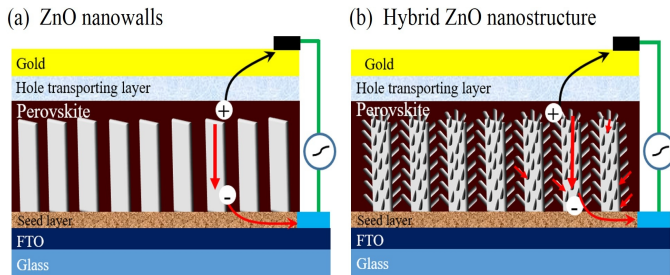 (a) ZnO nanowalls
Gold
Hole transporting layer
Perovskite
+
-
Seed layer
FTO
Glass
(b) Hybrid ZnO nanostructure
Gold
Hole transporting layer
Perovskite
+
-
Seed layer
FTO
Glass